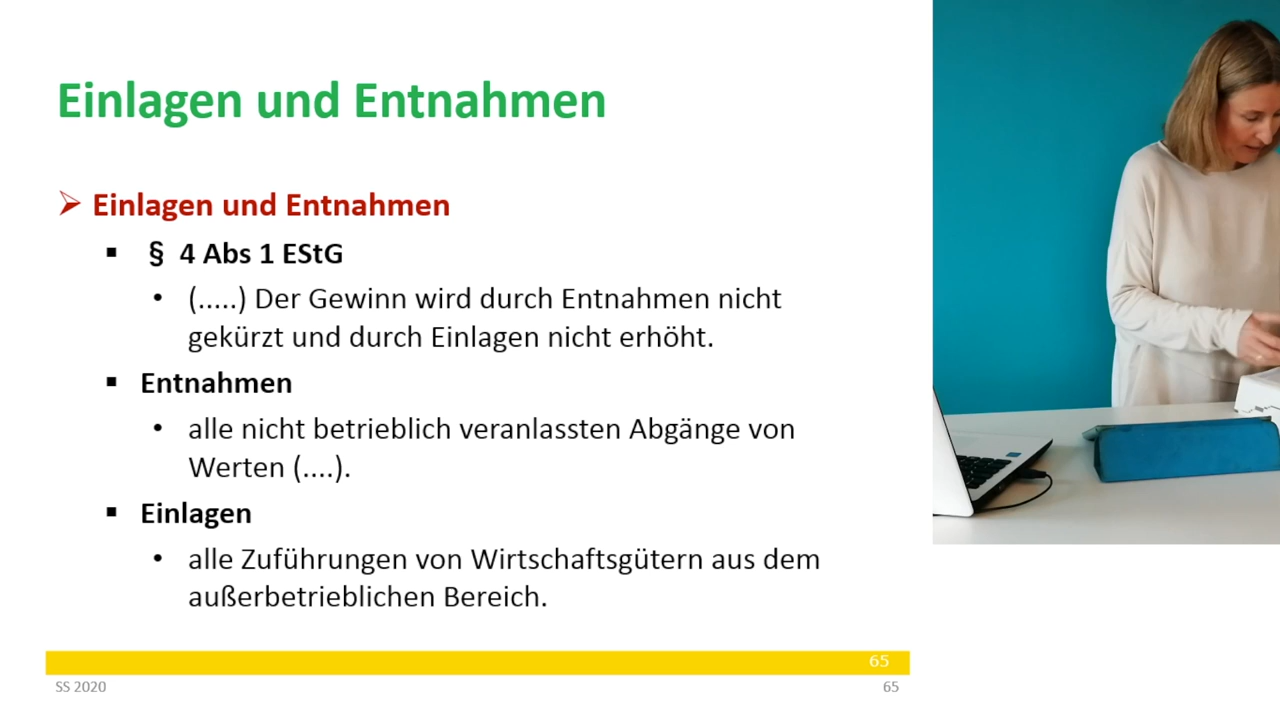 Einlagen und Entnahmen
Einlagen und Entnahmen
§ 4 Abs 1 EStG
(.....) Der Gewinn wird durch Entnahmen nicht
gekürzt und durch Einlagen nicht erhöht.
Entnahmen
alle nicht betrieblich veranlassten Abgänge von
Werten (....).
Einlagen
alle Zuführungen von Wirtschaftsgütern aus dem
außerbetrieblichen Bereich.
65
SS 2020
65